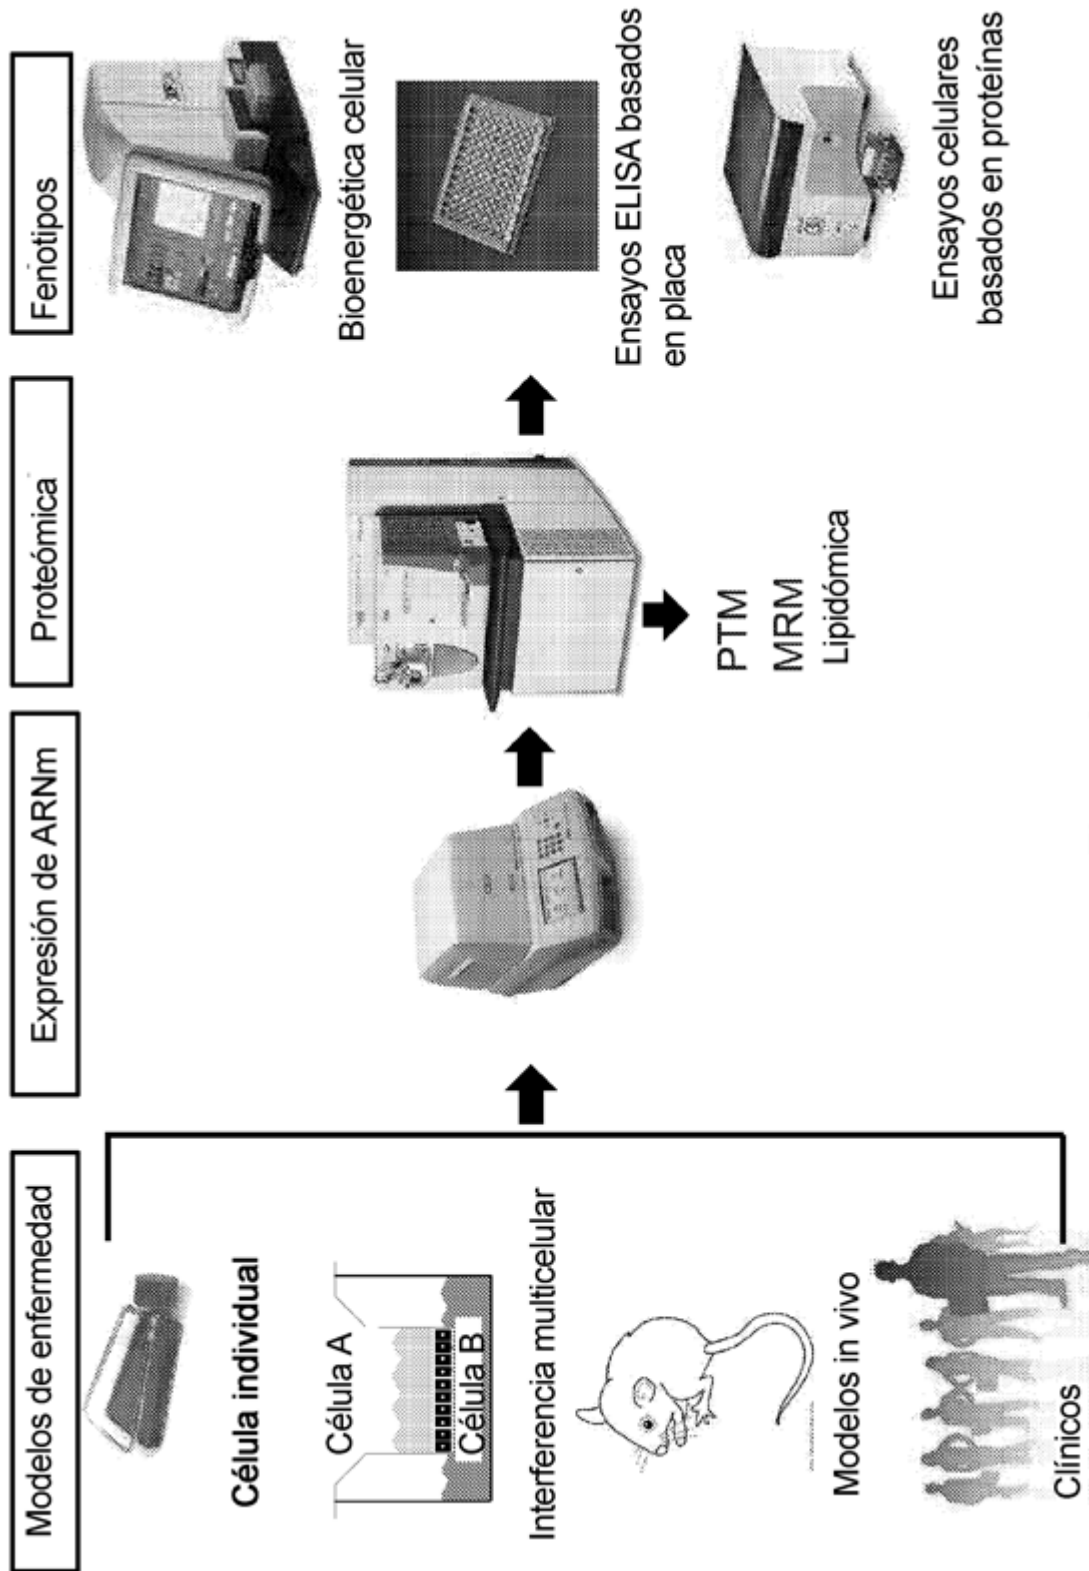 Modelos de enfermedad
Expresión de ARNm
Proteómica
Fenotipos
Célula individual
Célula A
Célula B
Interferencia multicelular
Modelos in vivo
Clínicos
PTM
MRM
Lipidómica
Bioenergética celular
Ensayos ELISA basados
en placa
Ensayos celulares
basados en proteínas